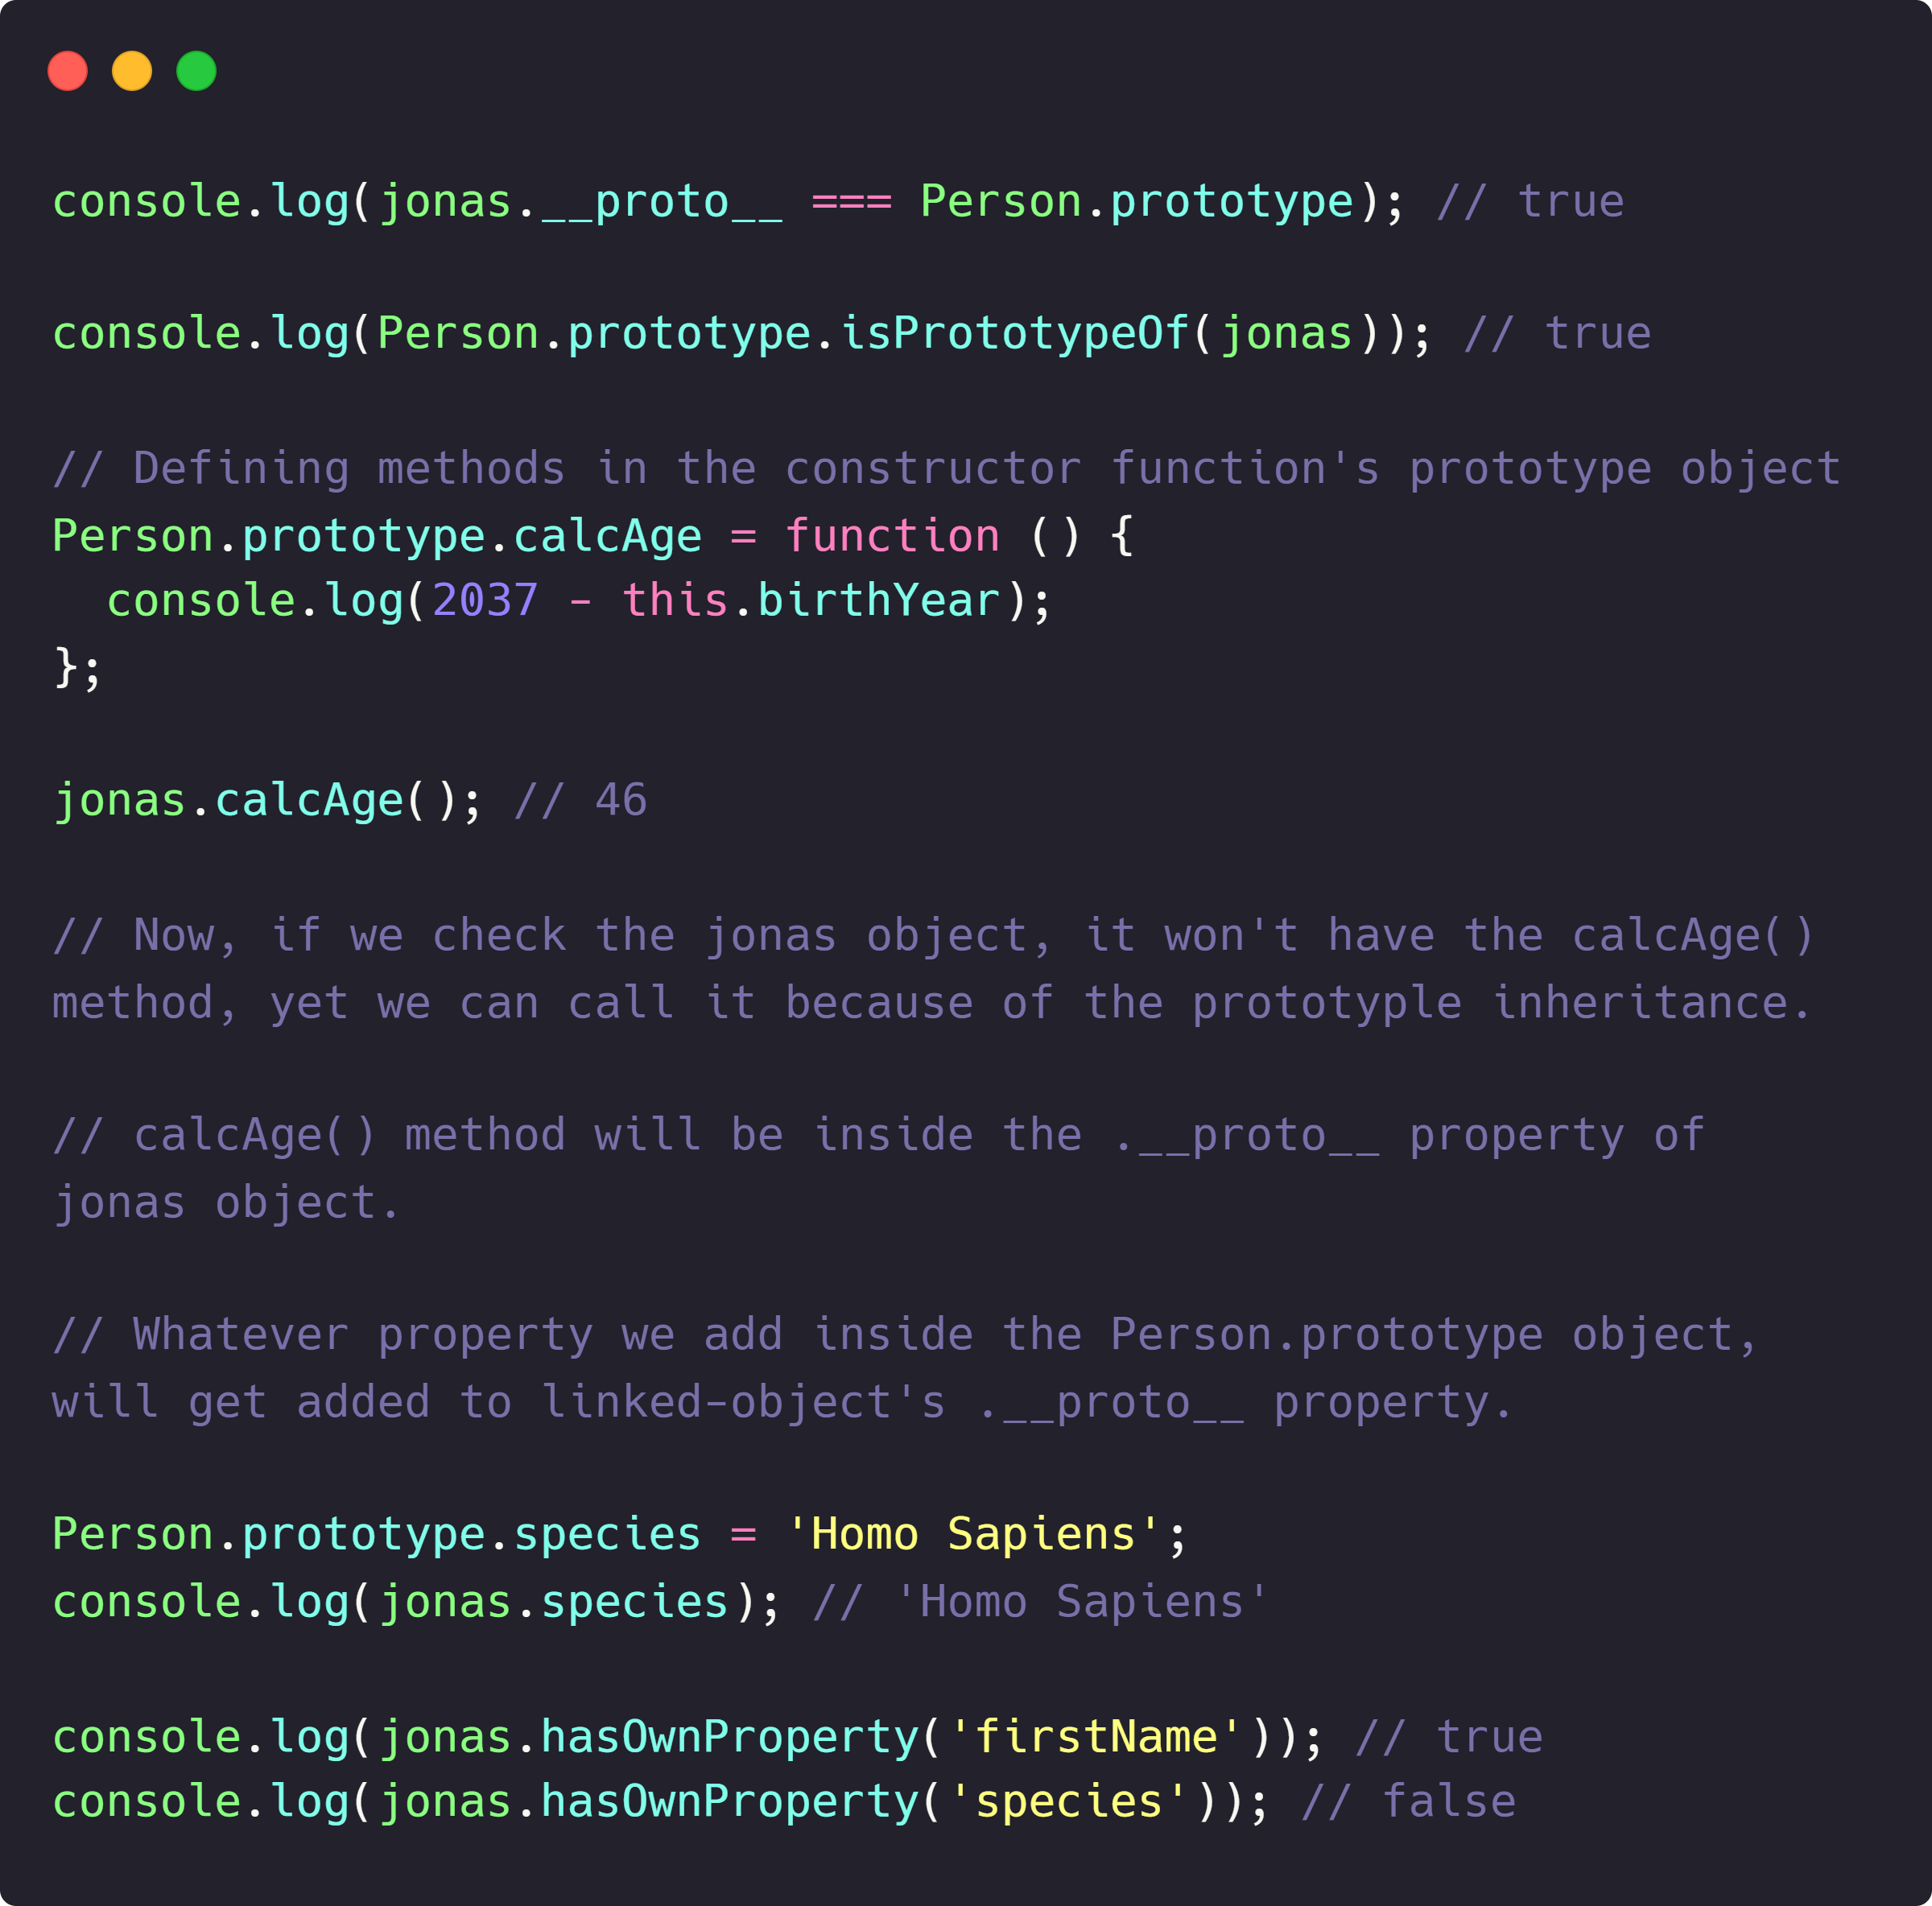 console.log(jonas.__proto__ === Person.prototype); // true
console.log(Person.prototype.isPrototypeOf(jonas)); // true
// Defining methods in the constructor function's prototype object
Person.prototype.calcAge = function () {
  console.log(2037 - this.birthYear);
};
jonas.calcAge(); // 46
// Now, if we check the jonas object, it won't have the calcAge()
method, yet we can call it because of the prototyple inheritance.
// calcAge() method will be inside the .__proto__ property of
jonas object.
// Whatever property we add inside the Person.prototype object,
will get added to linked-object's .__proto__ property.
Person.prototype.species = 'Homo Sapiens';
console.log(jonas.species); // 'Homo Sapiens'
console.log(jonas.hasOwnProperty('firstName')); // true
console.log(jonas.hasOwnProperty('species')); // false